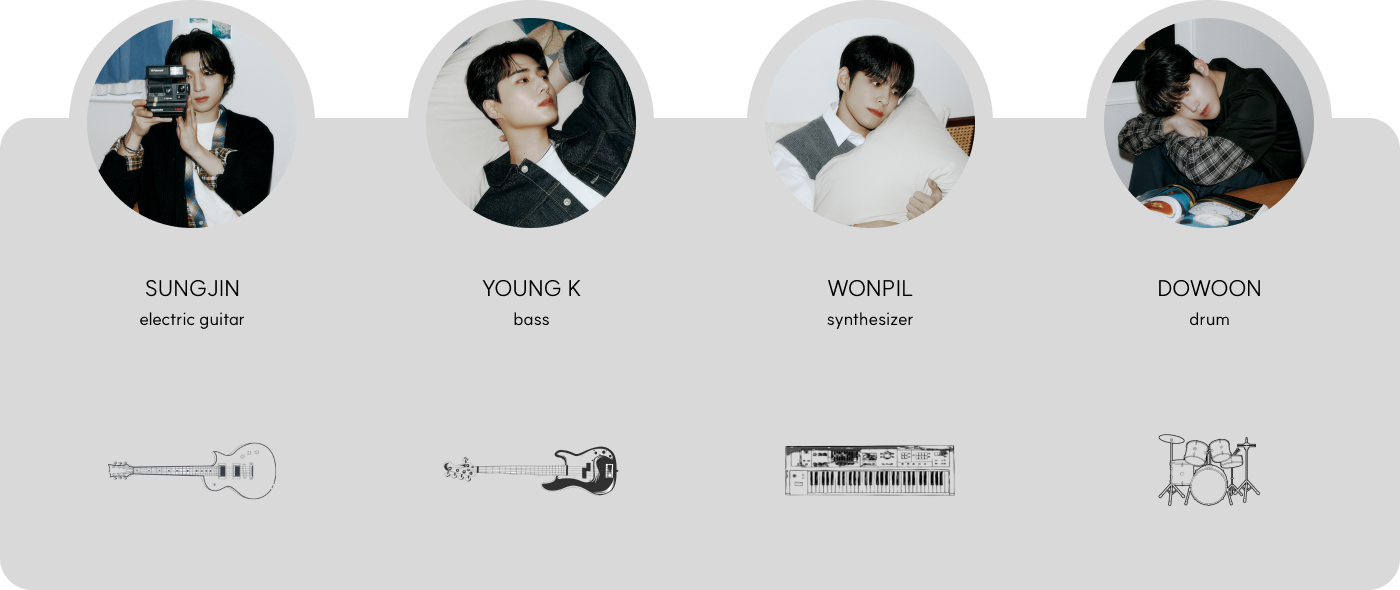 SUNGJIN
electric guitar
YOUNG K
bass
WONPIL
synthesizer
DOWOON
drum